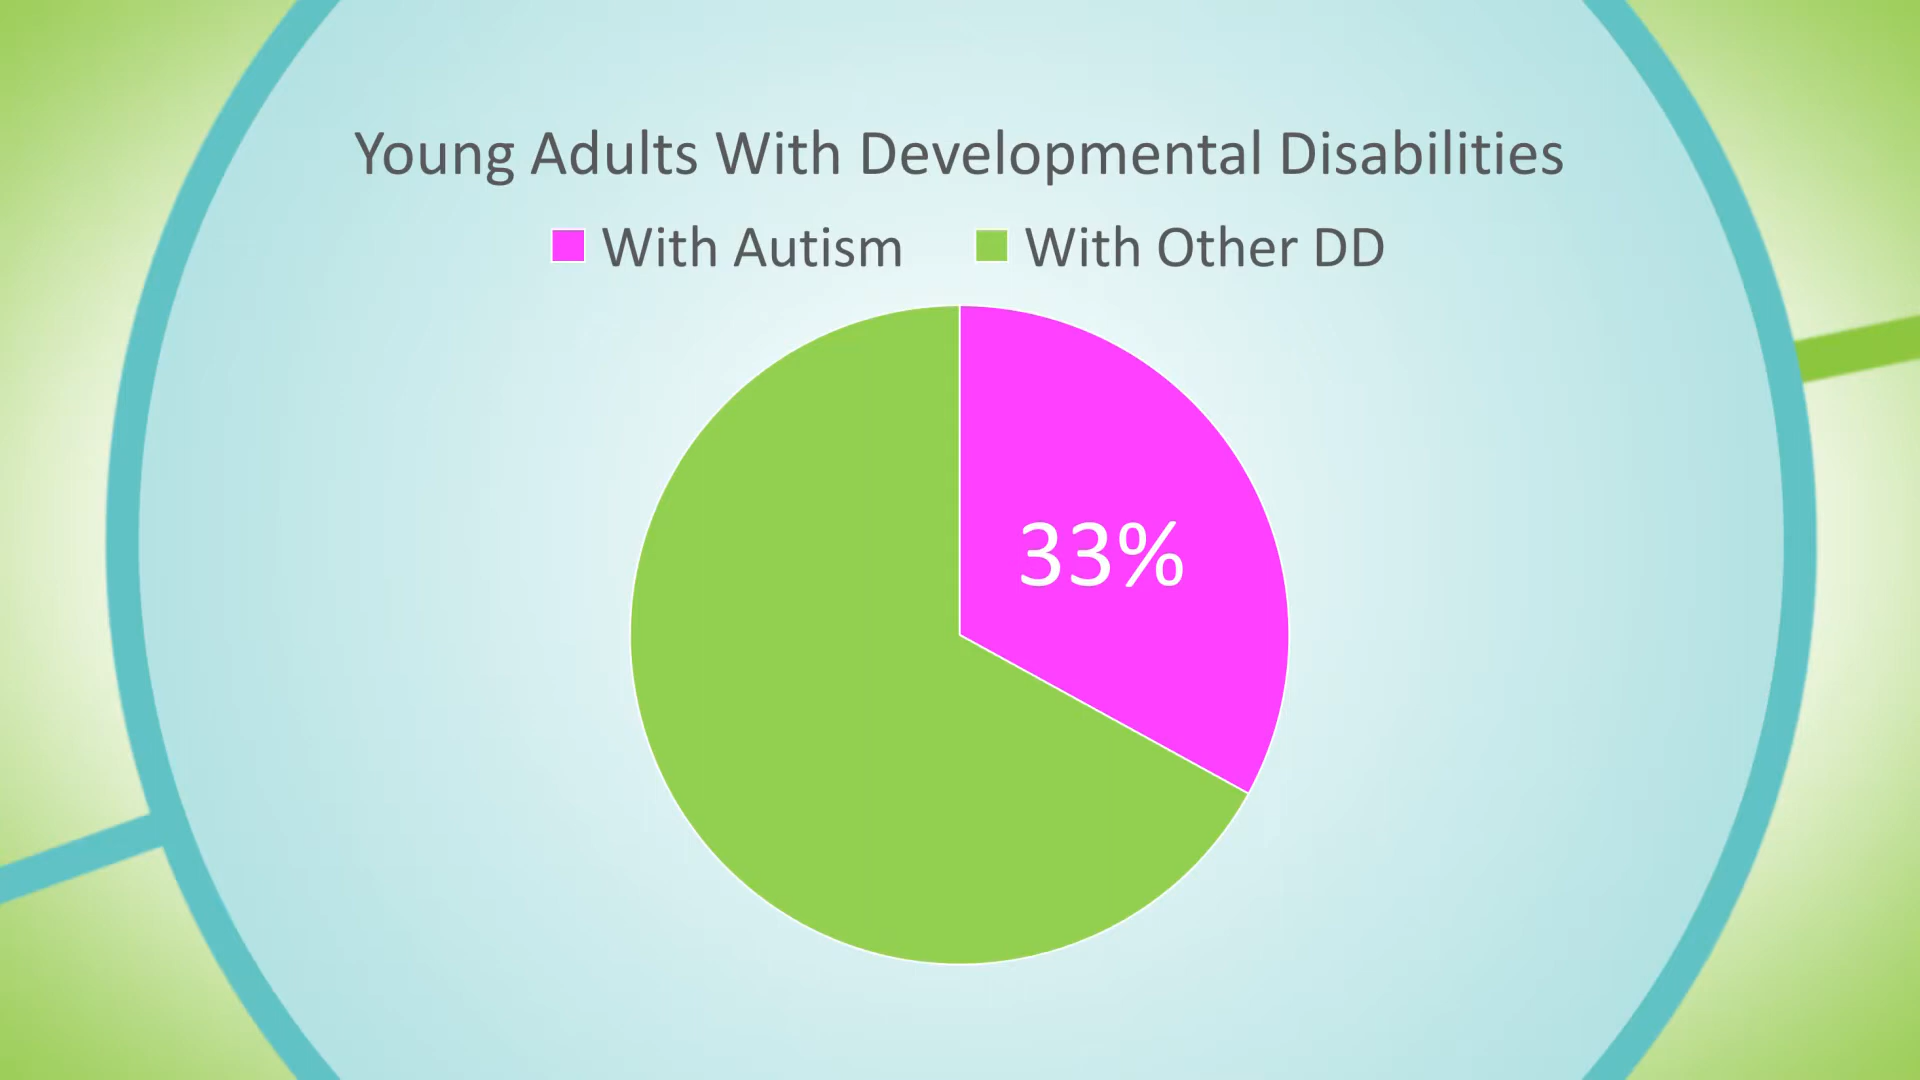 Young Adults With Developmental Disabilities
With Autism With Other DD
33%